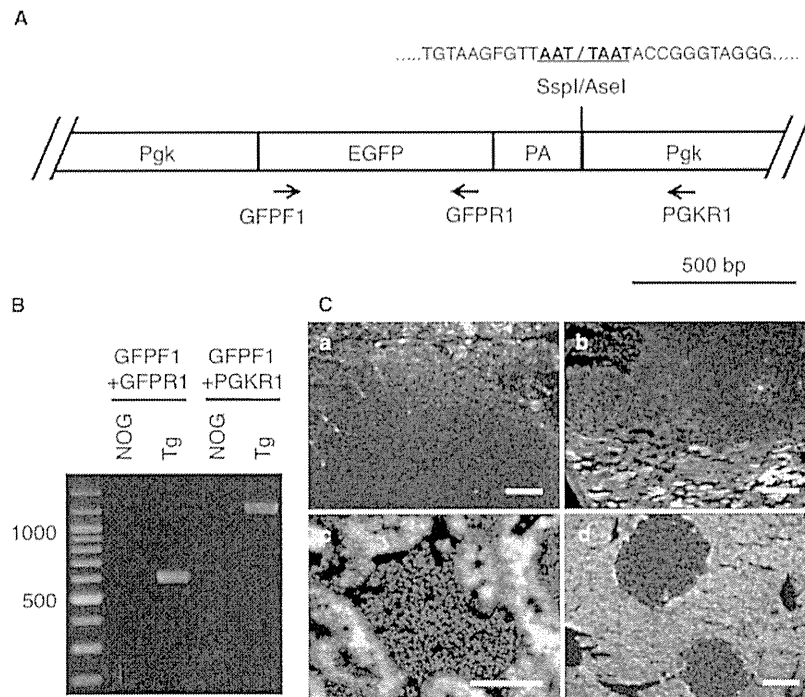 A
.....TGTAAGFGTTAAT/TAATACCGGGTAGGG.....
SspI/AseI
Pgk EGFP PA Pgk
GFPF1 GFPR1 PGKR1
500 bp
B
GFPF1 GFPF1
+GFPR1 +PGKR1
NOG Tg NOG Tg
1000
500
C
a b
c d